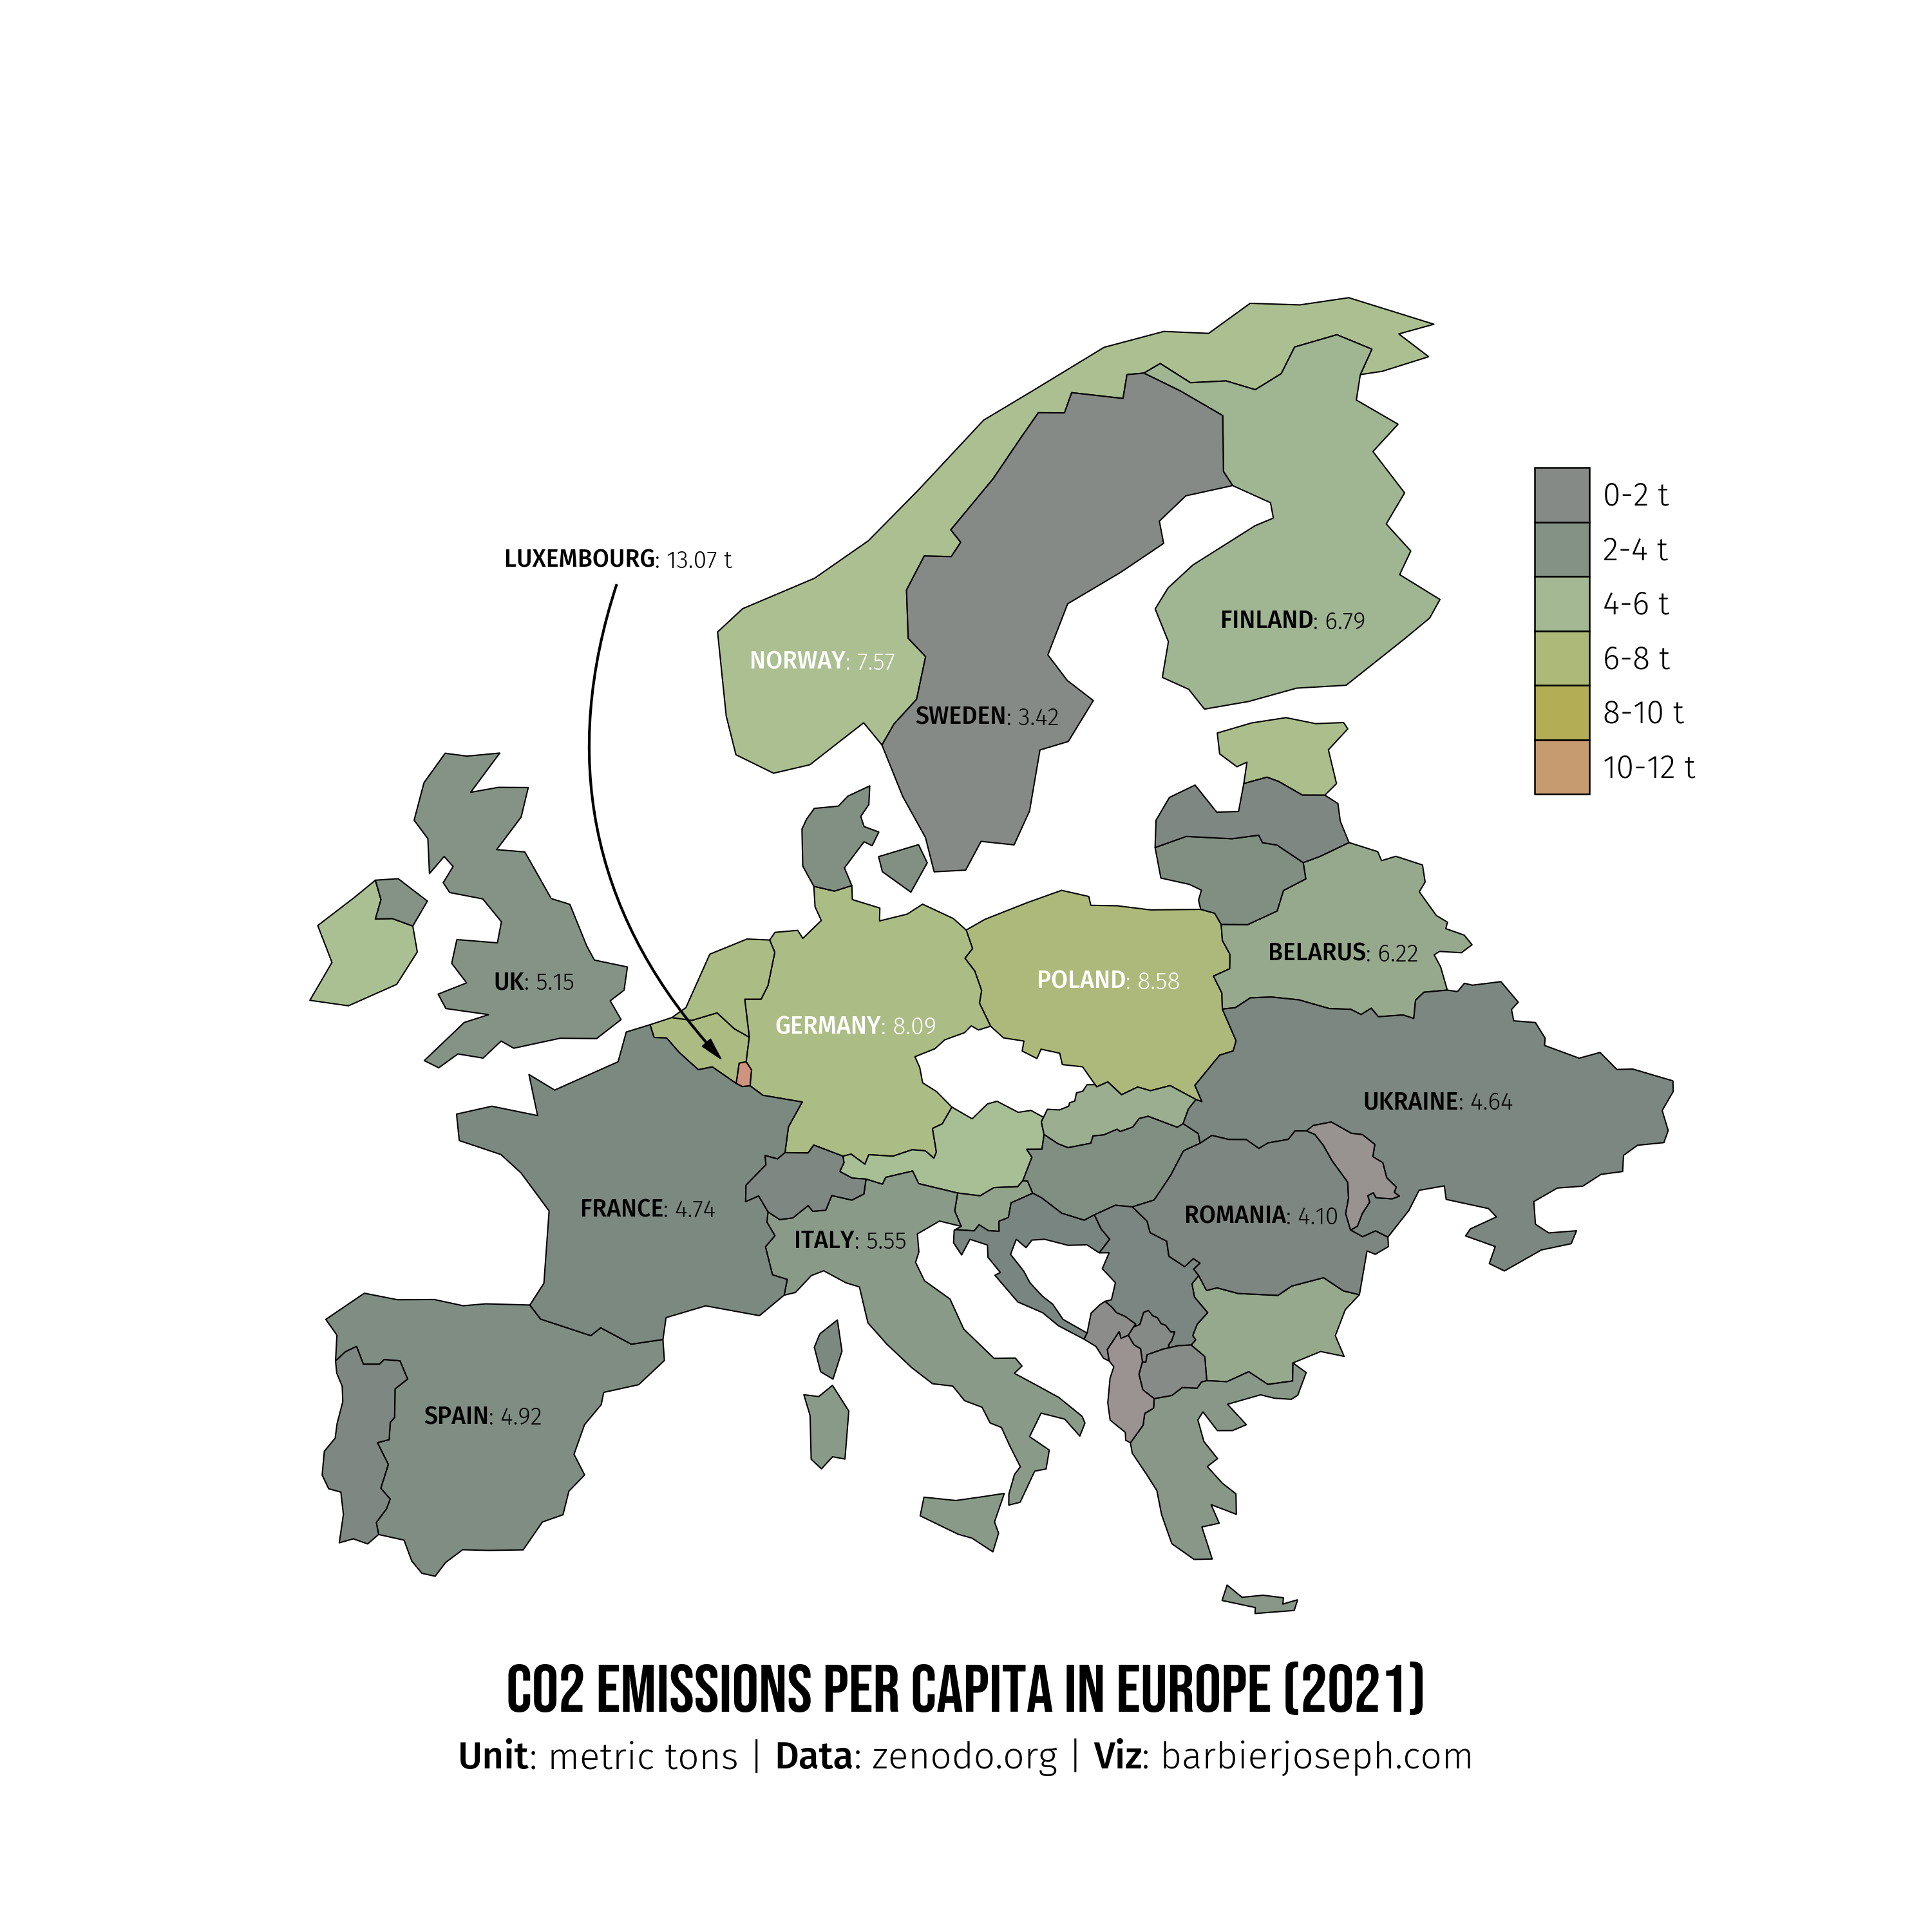 LUXEMBOURG: 13.07 t
NORWAY: 7.57
SWEDEN: 3.42
FINLAND: 6.79
0-2 t
2-4 t
4-6 t
6-8 t
8-10 t
10-12 t
UK: 5.15
BELARUS: 6.22
POLAND: 8.58
GERMANY: 8.09
UKRAINE: 4.64
FRANCE: 4.74
ROMANIA: 4.10
ITALY: 5.55
SPAIN: 4.92
CO2 EMISSIONS PER CAPITA IN EUROPE (2021)
Unit: metric tons | Data: zenodo.org | Viz: barbierjoseph.com